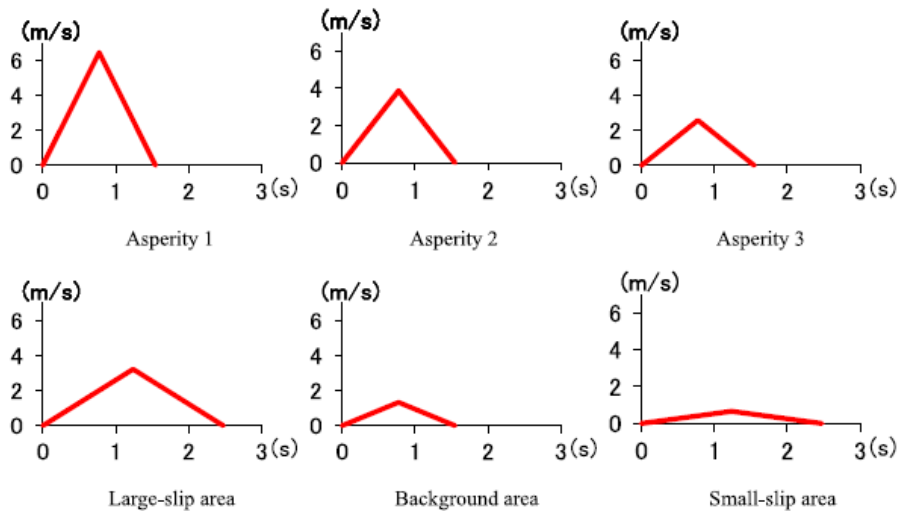 (m/s) (m/s) (m/s)
6 6 6
4 4 4
2 2 2
0 0 0
0 1 2 3(s) 0 1 2 3(s) 0 1 2 3(s)
Asperity 1 Asperity 2 Asperity 3
(m/s) (m/s) (m/s)
6 6 6
4 4 4
2 2 2
0 0 0
0 1 2 3(s) 0 1 2 3(s) 0 1 2 3(s)
Large-slip area Background area Small-slip area